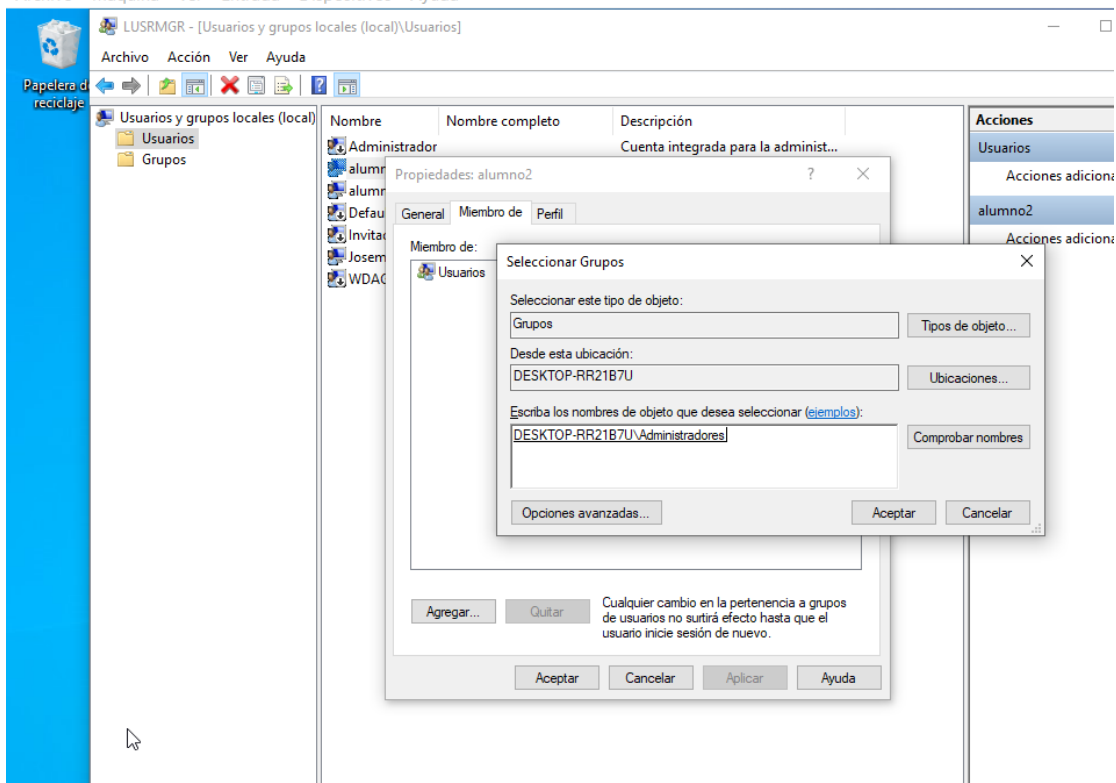 LUSRMGR - [Usuarios y grupos locales (local)\Usuarios]
Archivo Acción Ver Ayuda
Papelera d
reciclaje
Usuarios y grupos locales (local)
Usuarios
Grupos
Nombre Nombre completo Descripción
Administrador Cuenta integrada para la administ...
alumn
alumn
Defau
Invitad
Josem
WDAG
Acciones
Usuarios
Acciones adiciona
alumno2
Acciones adiciona
Propiedades: alumno2 ?
General Miembro de Perfil
Miembro de:
Usuarios
Seleccionar Grupos
Seleccionar este tipo de objeto:
Grupos Tipos de objeto...
Desde esta ubicación:
DESKTOP-RR21B7U Ubicaciones...
Escriba los nombres de objeto que desea seleccionar (ejemplos):
DESKTOP-RR21B7U\Administradores Comprobar nombres
Opciones avanzadas... Aceptar Cancelar
Agregar... Quitar
Cualquier cambio en la pertenencia a grupos
de usuarios no surtirá efecto hasta que el
usuario inicie sesión de nuevo.
Aceptar Cancelar Aplicar Ayuda